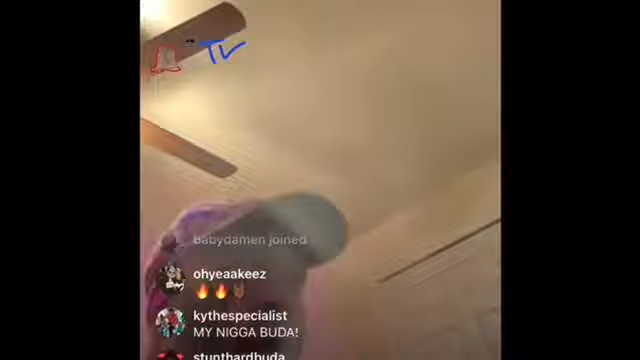 TV
Babydamen joined
ohyeaakeez
🔥🔥🤘🏿
kythespecialist
MY NIGGA BUDA!
stunthardbuda